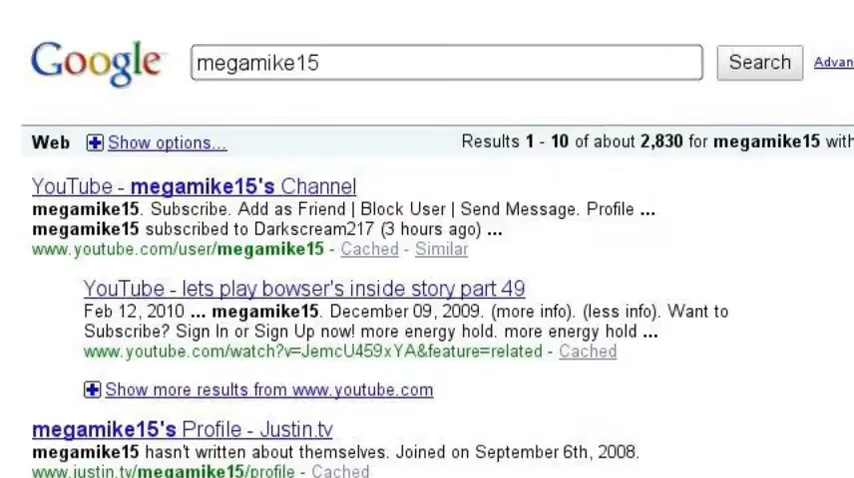 Google megamike15 Search Advan
Web Show options... Results 1 - 10 of about 2,830 for megamike15 with
YouTube - megamike15's Channel
megamike15. Subscribe. Add as Friend | Block User | Send Message. Profile ...
megamike15 subscribed to Darkscream217 (3 hours ago) ...
www.youtube.com/user/megamike15 - Cached - Similar
YouTube - lets play bowser's inside story part 49
Feb 12, 2010 ... megamike15. December 09, 2009. (more info). (less info). Want to
Subscribe? Sign In or Sign Up now! more energy hold. more energy hold ...
www.youtube.com/watch?v=JemcU459xYA&feature=related - Cached
Show more results from www.youtube.com
megamike15's Profile - Justin.tv
megamike15 hasn't written about themselves. Joined on September 6th, 2008.
www.justin.tv/megamike15/profile - Cached